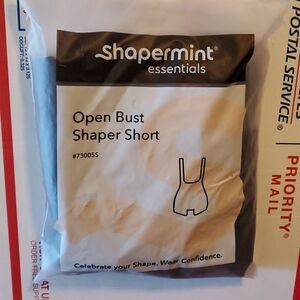 Shapermint®
essentials
Open Bust
Shaper Short
#73005S
Celebrate your Shape. Wear Confidence.
POSTAL SERVICE®
PRIORITY®
MAIL